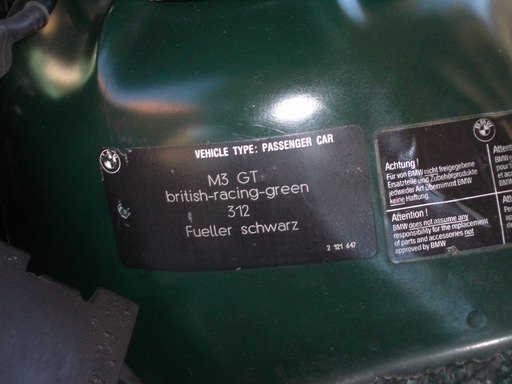 VEHICLE TYPE: PASSENGER CAR
M3 GT
british-racing-green
312
Fueller schwarz
2 121 647
Achtung !
Für von BMW nicht freigegebene
Ersatzteile und Zubehörprodukte
jedweder Art übernimmt BMW
keine Haftung.
Attention !
BMW does not assume any
responsibility for the replacement
of parts and accessories not
approved by BMW